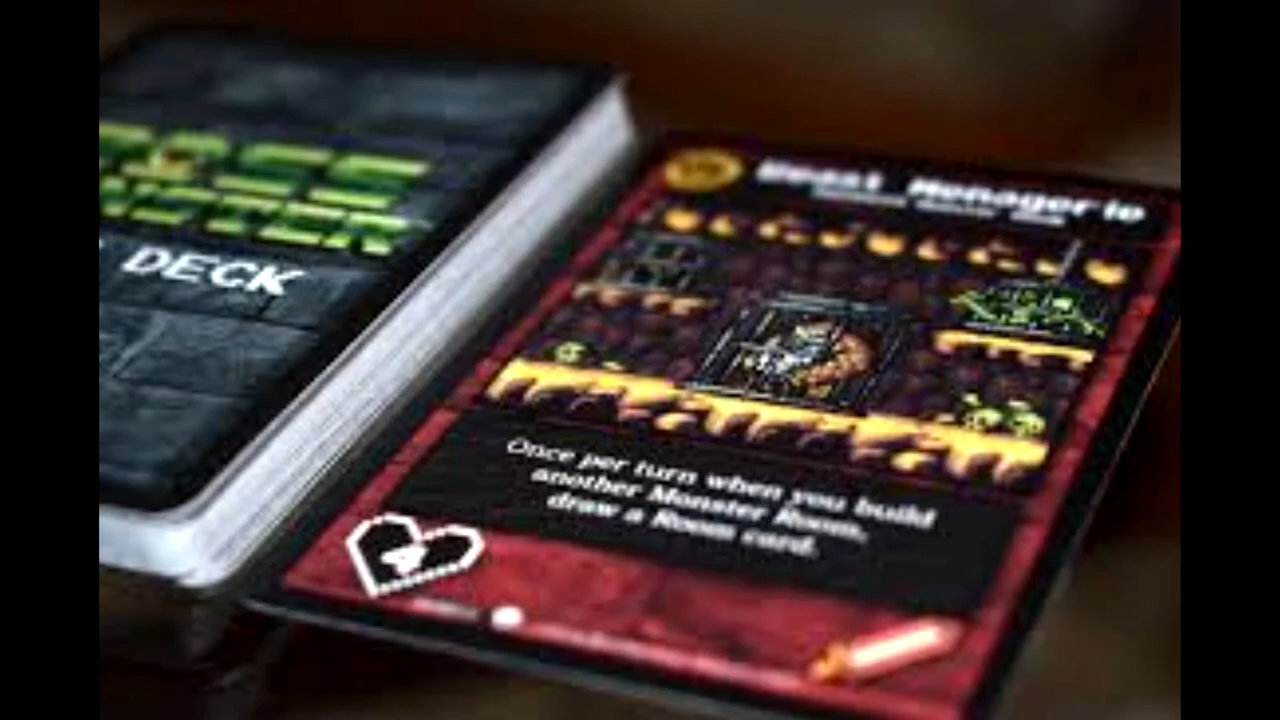 DECK
Beast Menagerie
Once per turn when you build
another Monster Room,
draw a Room card.